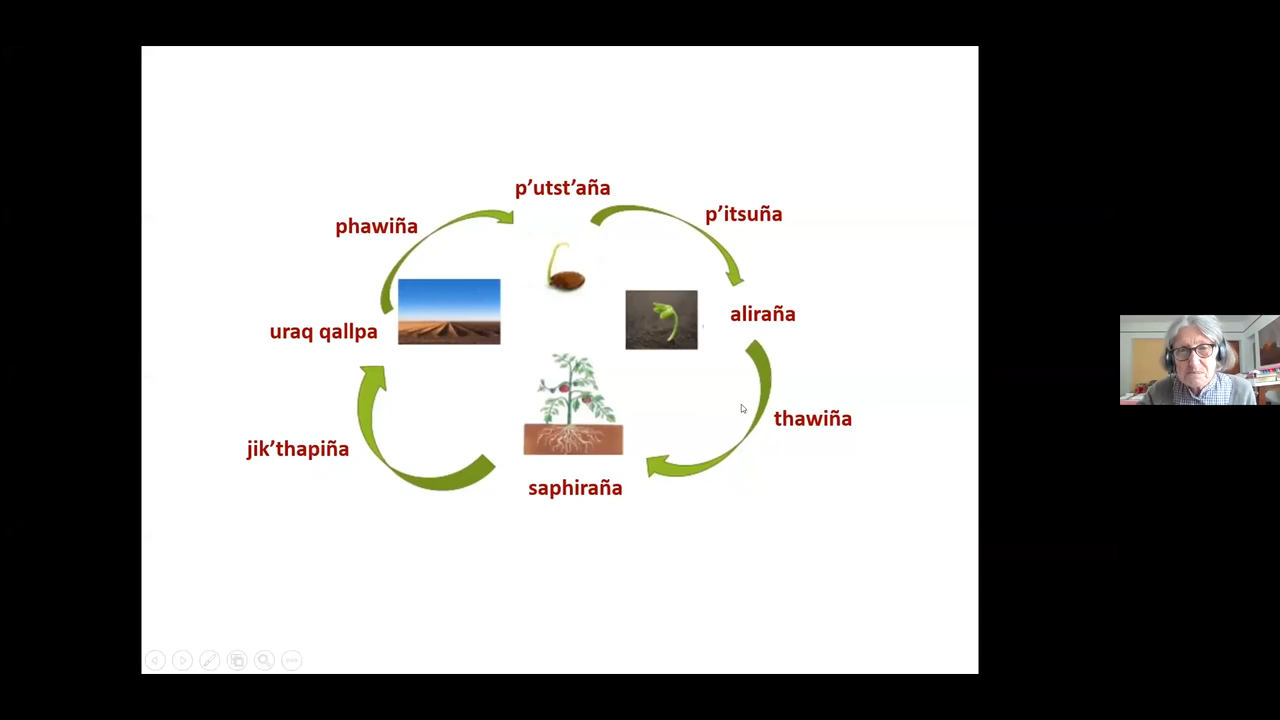 p’utst’aña
phawiña
p’itsuña
aliraña
uraq qallpa
thawiña
jik’thapiña
saphiraña